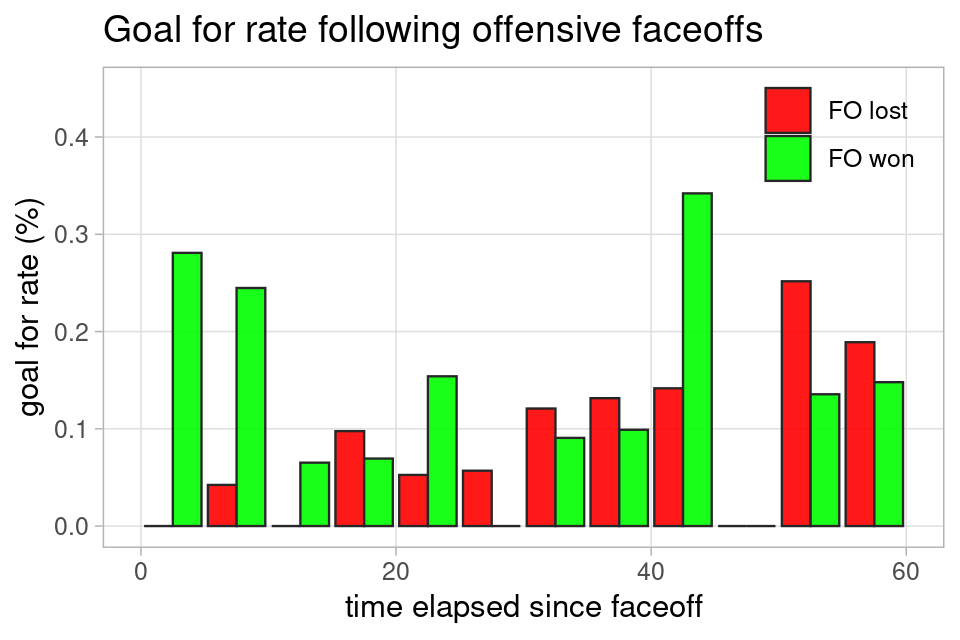 Goal for rate following offensive faceoffs
goal for rate (%)
0.4
0.3
0.2
0.1
0.0
FO lost
FO won
0 20 40 60
time elapsed since faceoff